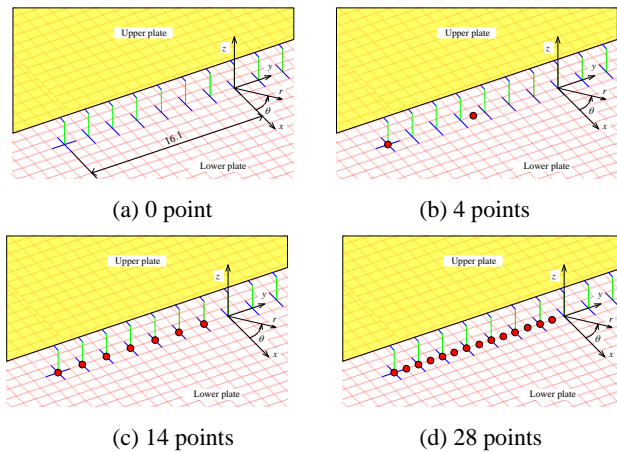 Upper plate
z
y
r
θ
x
16.1
Lower plate
(a) 0 point
Upper plate
z
y
r
θ
x
Lower plate
(b) 4 points
Upper plate
z
y
r
θ
x
Lower plate
(c) 14 points
Upper plate
z
y
r
θ
x
Lower plate
(d) 28 points